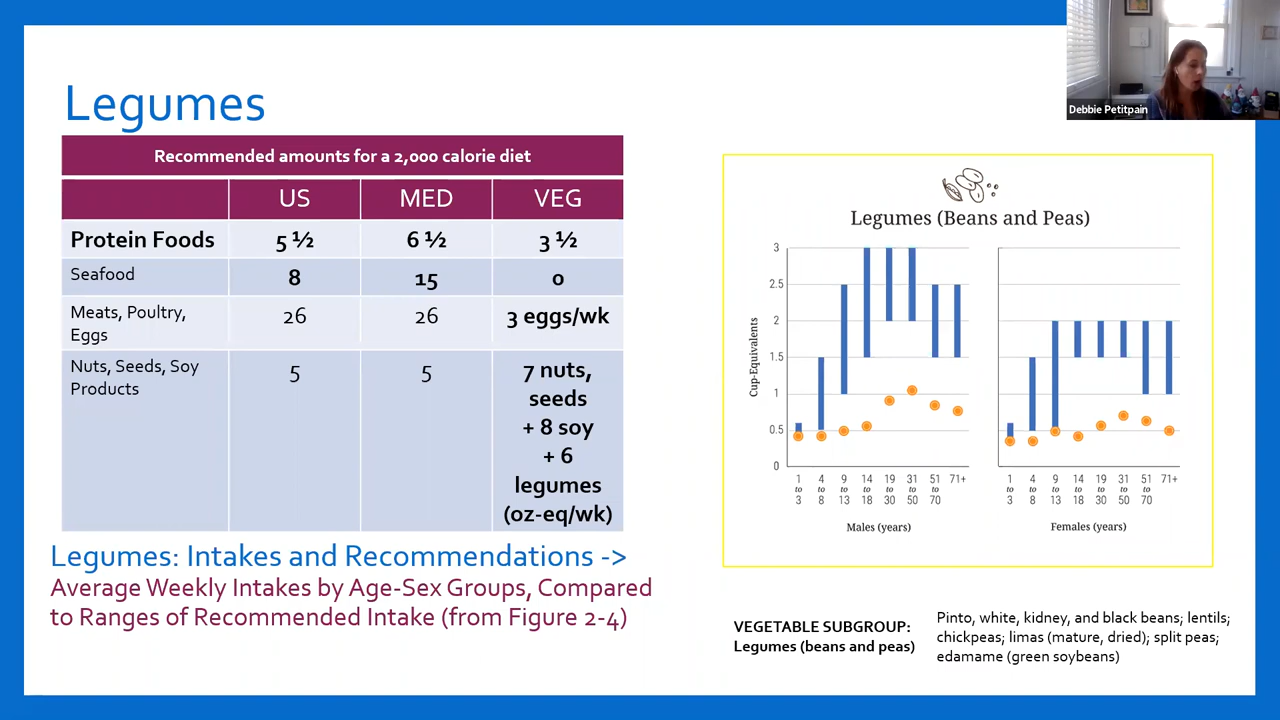 Debbie Petitpain
Legumes
Recommended amounts for a 2,000 calorie diet
US MED VEG
Protein Foods 5 ½ 6 ½ 3 ½
Seafood 8 15 0
Meats, Poultry,
Eggs
26 26 3 eggs/wk
Nuts, Seeds, Soy
Products
5 5 7 nuts,
seeds
+ 8 soy
+ 6
legumes
(oz-eq/wk)
Legumes: Intakes and Recommendations ->
Average Weekly Intakes by Age-Sex Groups, Compared
to Ranges of Recommended Intake (from Figure 2-4)
Legumes (Beans and Peas)
Cup-Equivalents
3
2.5
2
1.5
1
0.5
0
1 4 9 14 19 31 51 71+
to to to to to to to
3 8 13 18 30 50 70
Males (years)
1 4 9 14 19 31 51 71+
to to to to to to to
3 8 13 18 30 50 70
Females (years)
VEGETABLE SUBGROUP:
Legumes (beans and peas)
Pinto, white, kidney, and black beans; lentils;
chickpeas; limas (mature, dried); split peas;
edamame (green soybeans)